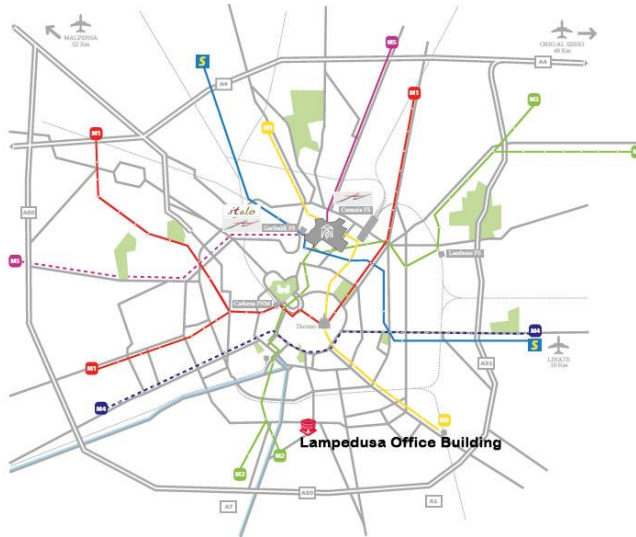 MALPENSA
52 Km
ORIO AL SERIO
45 Km
M5
S
A4
A4
M1
M2
M3
M1
italo
Centrale FS
Garibaldi FS
A50
Lambrate FS
M5
Cadorna FNM
Duomo
M4
S
LINATE
A51
M1
M4
M3
Lampedusa Office Building
M2
M2
A50
A7
A1